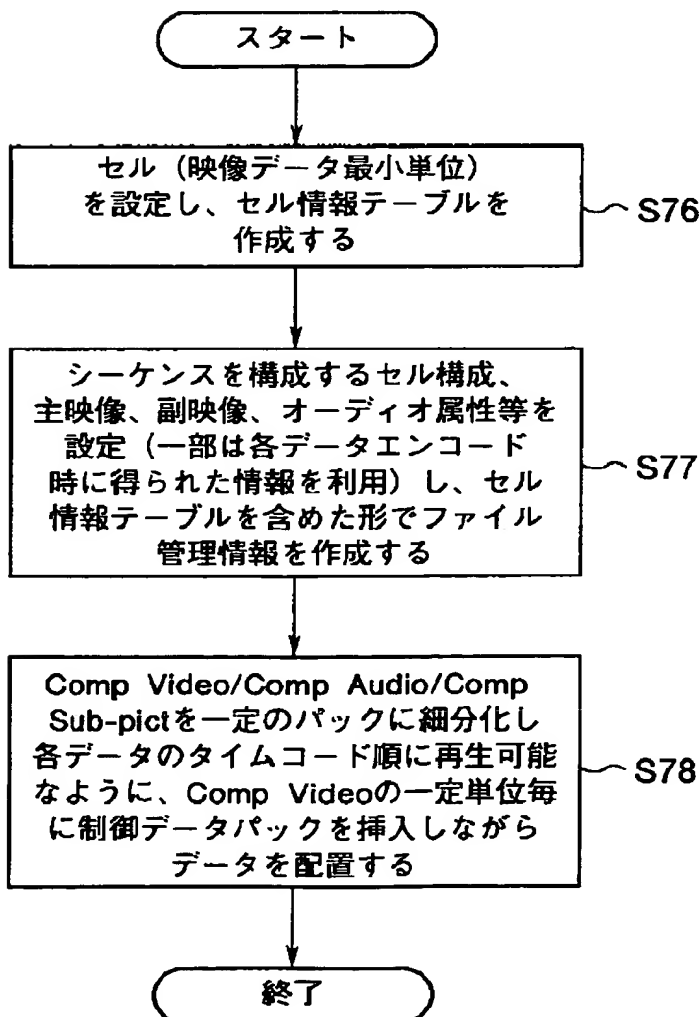 スタート
セル（映像データ最小単位）
を設定し、セル情報テーブルを
作成する
S76
シーケンスを構成するセル構成、
主映像、副映像、オーディオ属性等を
設定（一部は各データエンコード
時に得られた情報を利用）し、セル
情報テーブルを含めた形でファイル
管理情報を作成する
S77
Comp Video/Comp Audio/Comp
Sub-pictを一定のパックに細分化し
各データのタイムコード順に再生可能
なように、Comp Videoの一定単位毎
に制御データパックを挿入しながら
データを配置する
S78
終了